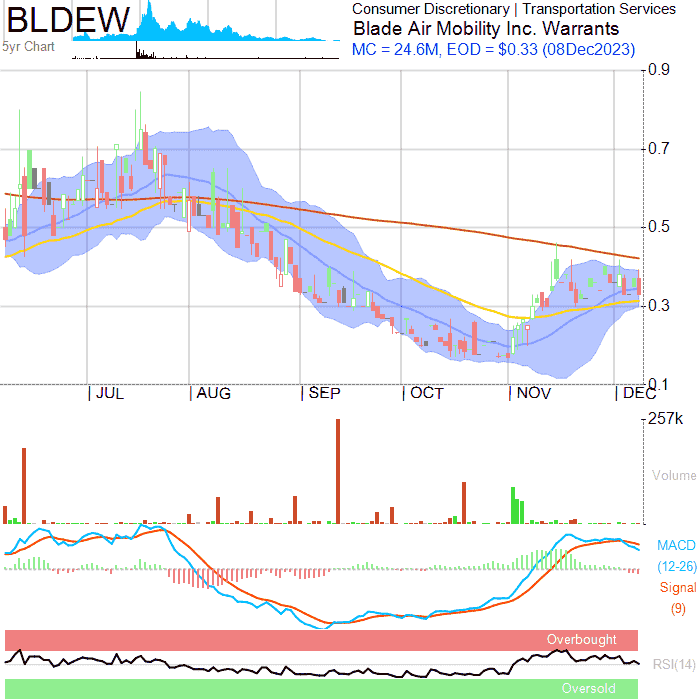 BLDEW
5yr Chart
Consumer Discretionary | Transportation Services
Blade Air Mobility Inc. Warrants
MC = 24.6M, EOD = $0.33 (08Dec2023)
0.9
0.7
0.5
0.3
0.1
JUL AUG SEP OCT NOV DEC
257k
Volume
MACD
(12-26)
Signal
(9)
Overbought
RSI(14)
Oversold